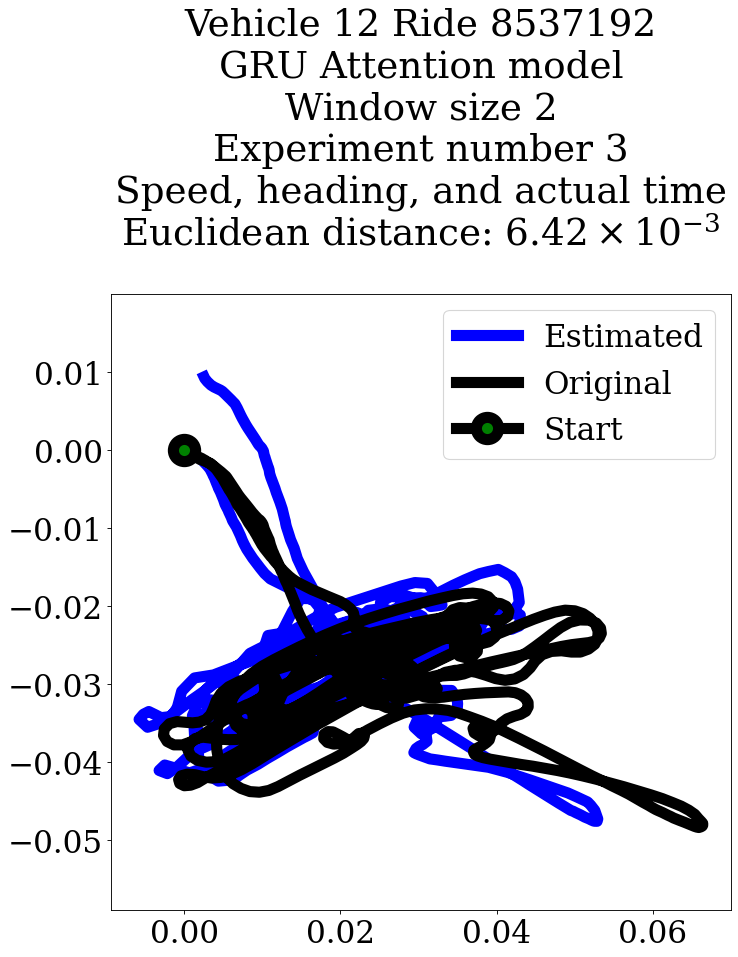 Vehicle 12 Ride 8537192
GRU Attention model
Window size 2
Experiment number 3
Speed, heading, and actual time
Euclidean distance: 6.42 × 10⁻³
Estimated
Original
Start
0.01
0.00
−0.01
−0.02
−0.03
−0.04
−0.05
0.00 0.02 0.04 0.06